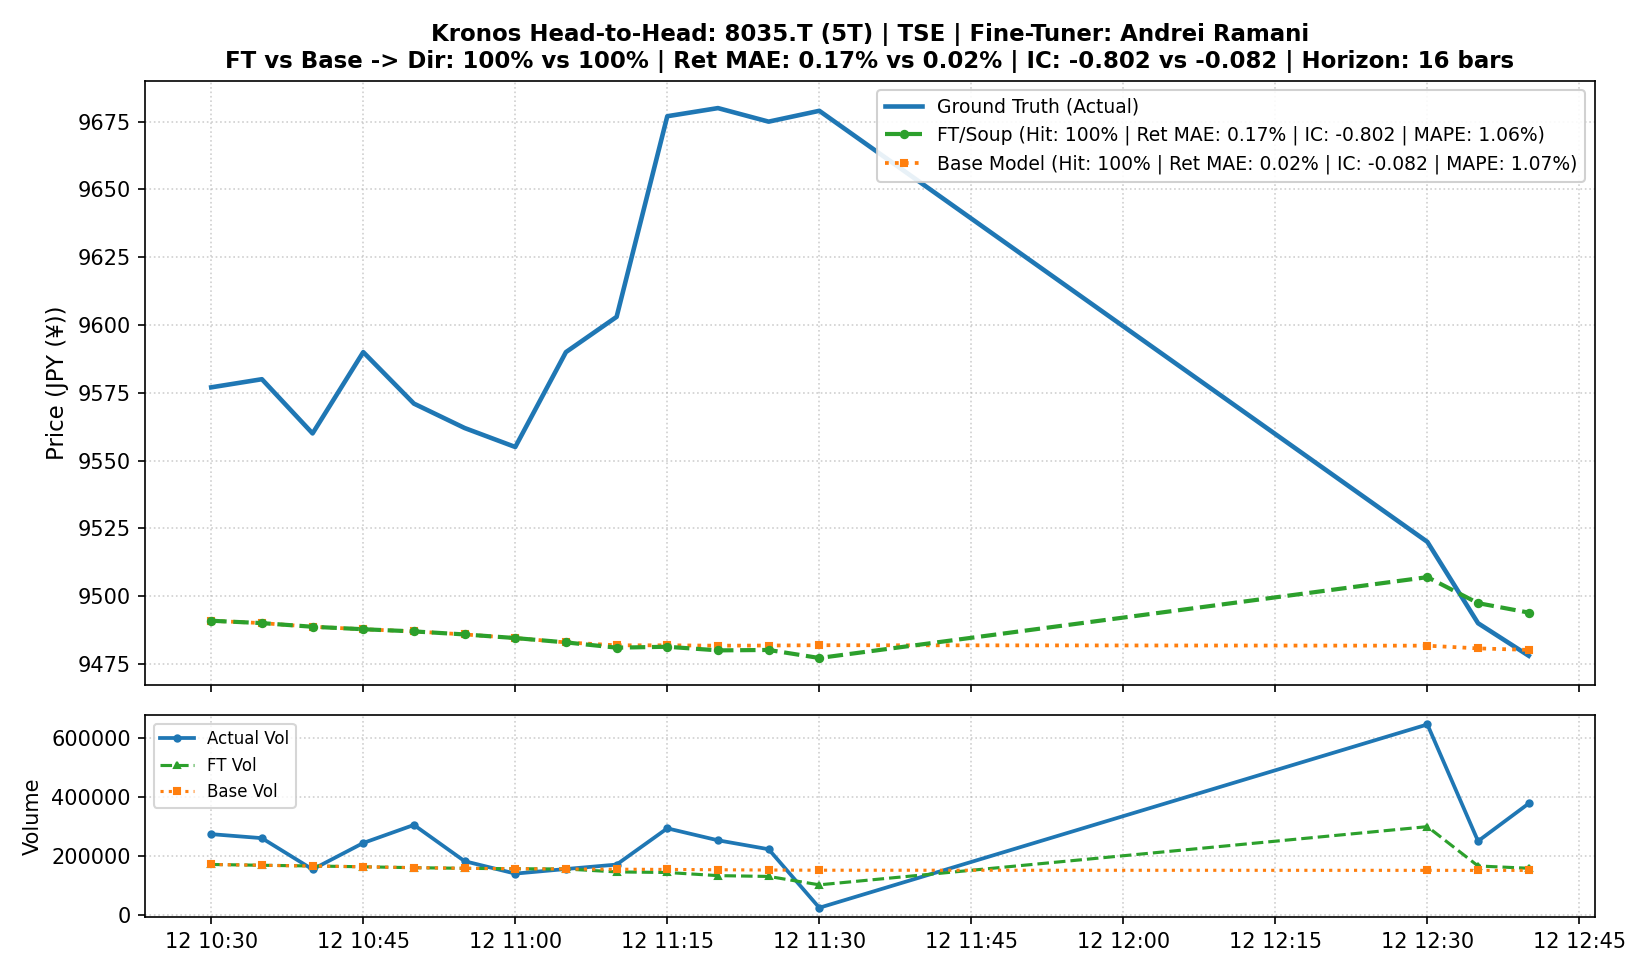 Kronos Head-to-Head: 8035.T (5T) | TSE | Fine-Tuner: Andrei Ramani
FT vs Base -> Dir: 100% vs 100% | Ret MAE: 0.17% vs 0.02% | IC: -0.802 vs -0.082 | Horizon: 16 bars
Ground Truth (Actual)
FT/Soup (Hit: 100% | Ret MAE: 0.17% | IC: -0.802 | MAPE: 1.06%)
Base Model (Hit: 100% | Ret MAE: 0.02% | IC: -0.082 | MAPE: 1.07%)
Price (JPY (¥))
9675
9650
9625
9600
9575
9550
9525
9500
9475
Actual Vol
FT Vol
Base Vol
Volume
600000
400000
200000
0
12 10:30
12 10:45
12 11:00
12 11:15
12 11:30
12 11:45
12 12:00
12 12:15
12 12:30
12 12:45